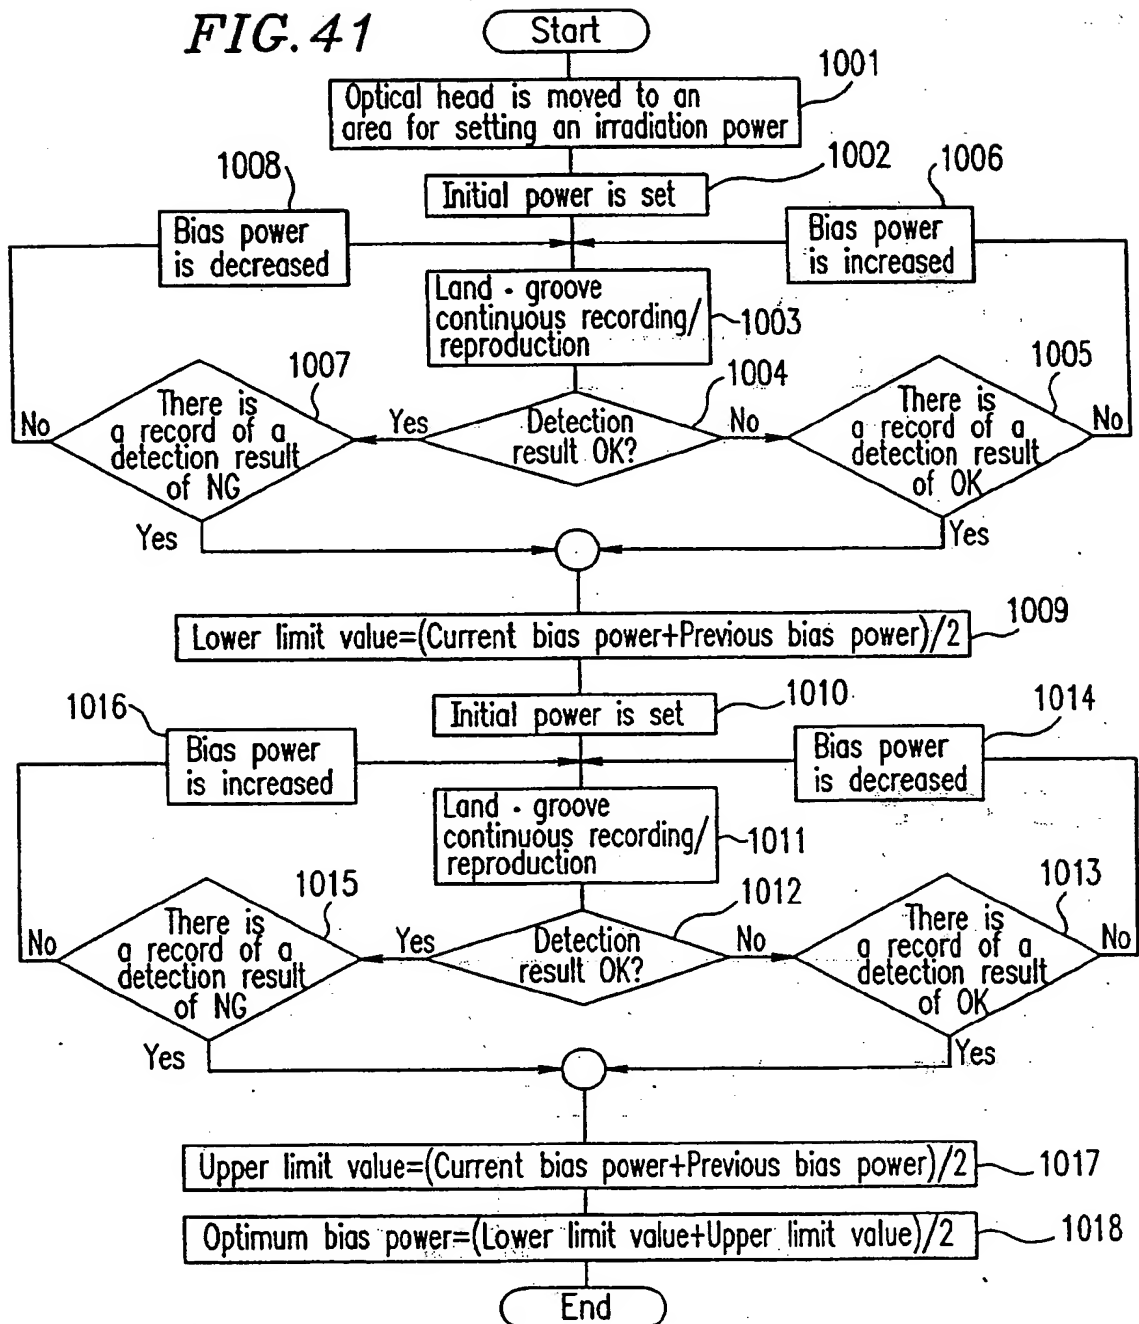 FIG. 41
Start
1001
Optical head is moved to an
area for setting an irradiation power
1002
Initial power is set
1008
Bias power
is decreased
1006
Bias power
is increased
Land - groove
continuous recording/
reproduction
1003
1007
There is
a record of a
detection result
of NG
No
Yes
1004
Detection
result OK?
Yes
No
1005
There is
a record of a
detection result
of OK
No
Yes
Lower limit value=(Current bias power+Previous bias power)/2
1009
Initial power is set
1010
1016
Bias power
is increased
1014
Bias power
is decreased
Land - groove
continuous recording/
reproduction
1011
1015
There is
a record of a
detection result
of NG
No
Yes
1012
Detection
result OK?
Yes
No
1013
There is
a record of a
detection result
of OK
No
Yes
Upper limit value=(Current bias power+Previous bias power)/2
1017
Optimum bias power=(Lower limit value+Upper limit value)/2
1018
End